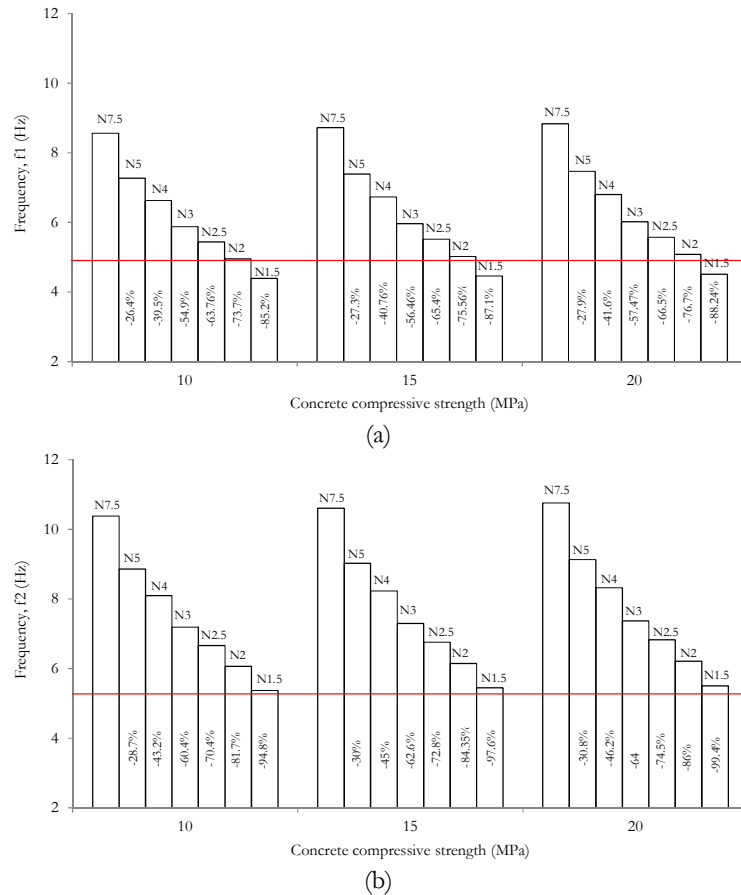 12
10
8
6
4
2
Frequency, f1 (Hz)
N7.5
N5
N4
N3
N2.5
N2
N1.5
-26.4%
-39.5%
-54.9%
-63.76%
-73.7%
-85.2%
N7.5
N5
N4
N3
N2.5
N2
N1.5
-27.3%
-40.76%
-56.46%
-65.4%
-75.56%
-87.1%
N7.5
N5
N4
N3
N2.5
N2
N1.5
-27.9%
-41.6%
-57.47%
-66.5%
-76.7%
-88.24%
10 15 20
Concrete compressive strength (MPa)
(a)
12
10
8
6
4
2
Frequency, f2 (Hz)
N7.5
N5
N4
N3
N2.5
N2
N1.5
-28.7%
-43.2%
-60.4%
-70.4%
-81.7%
-94.8%
N7.5
N5
N4
N3
N2.5
N2
N1.5
-30%
-45%
-62.6%
-72.8%
-84.35%
-97.6%
N7.5
N5
N4
N3
N2.5
N2
N1.5
-30.8%
-46.2%
-64
-74.5%
-86%
-99.4%
10 15 20
Concrete compressive strength (MPa)
(b)